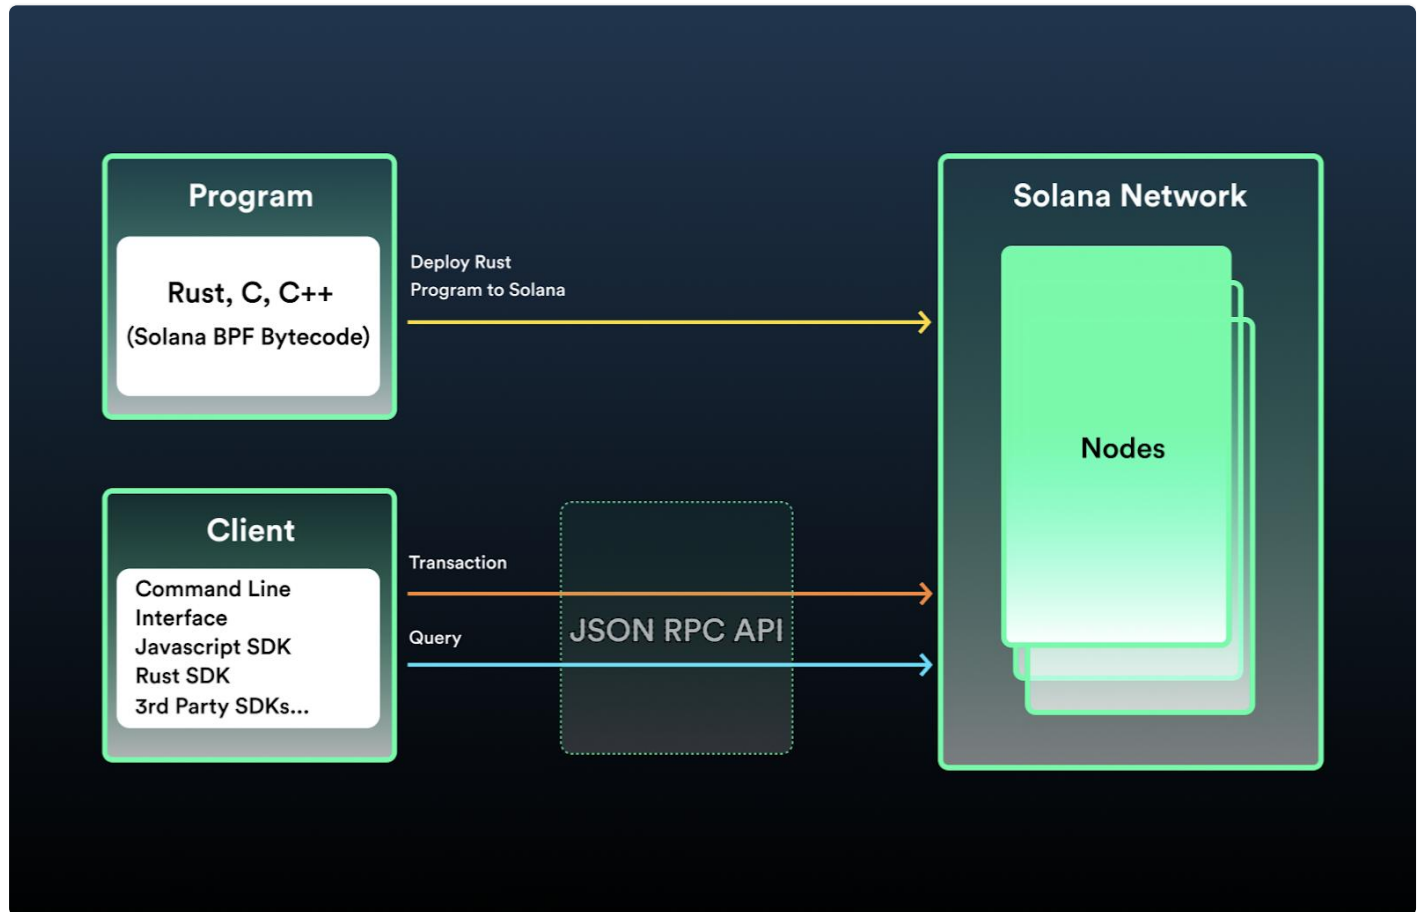 Program
Rust, C, C++
(Solana BPF Bytecode)
Deploy Rust
Program to Solana
Solana Network
Nodes
Client
Command Line
Interface
Javascript SDK
Rust SDK
3rd Party SDKs...
Transaction
Query
JSON RPC API